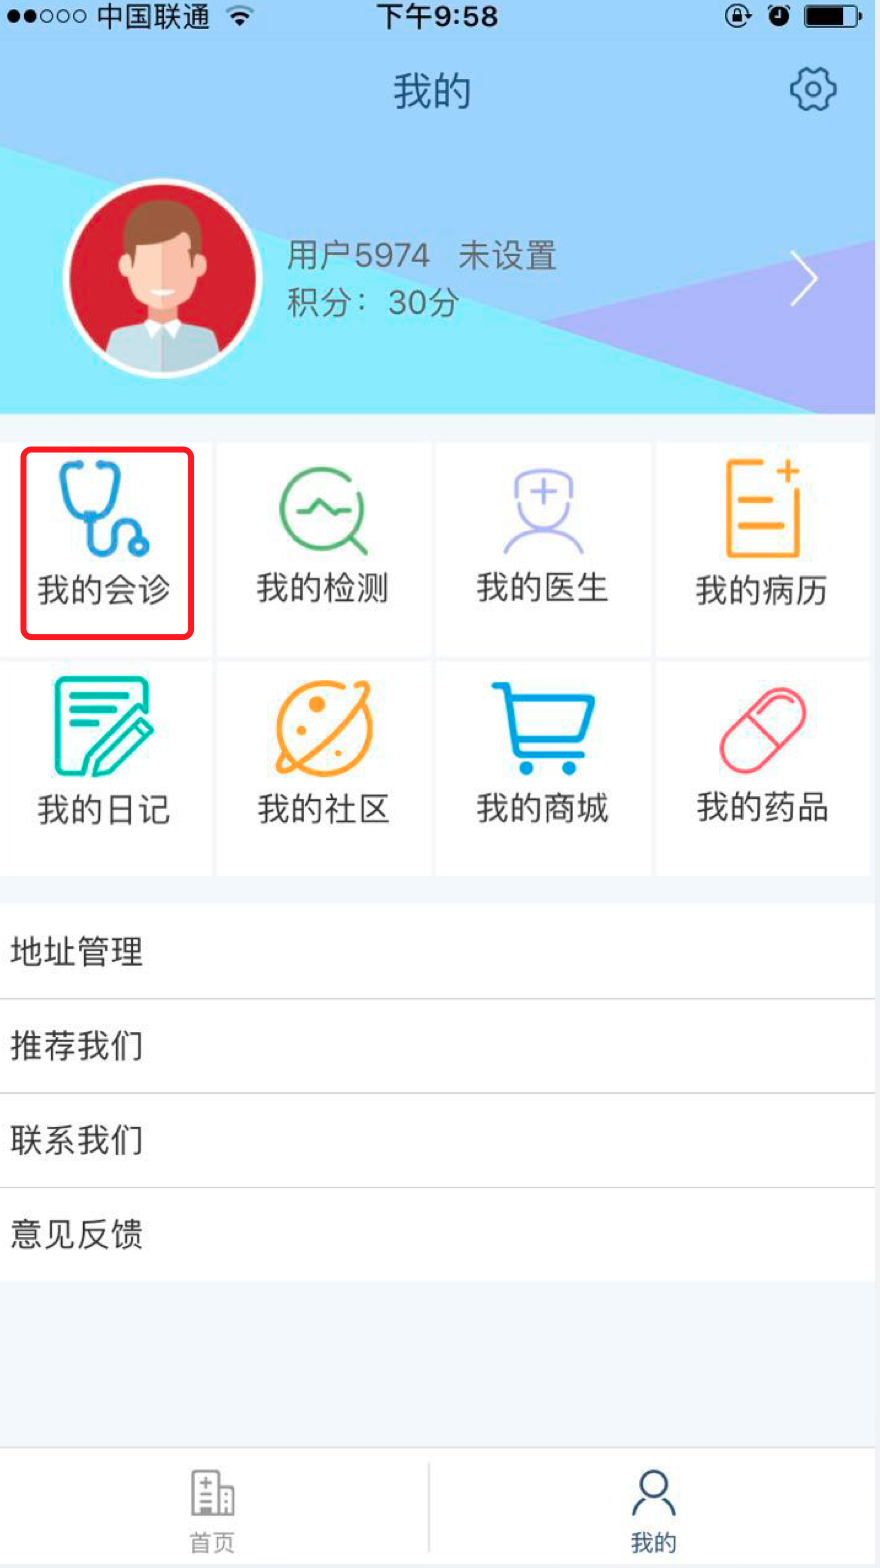 中国联通 下午9:58
我的
用户5974 未设置
积分：30分
我的会诊 我的检测 我的医生 我的病历
我的日记 我的社区 我的商城 我的药品
地址管理
推荐我们
联系我们
意见反馈
首页 我的